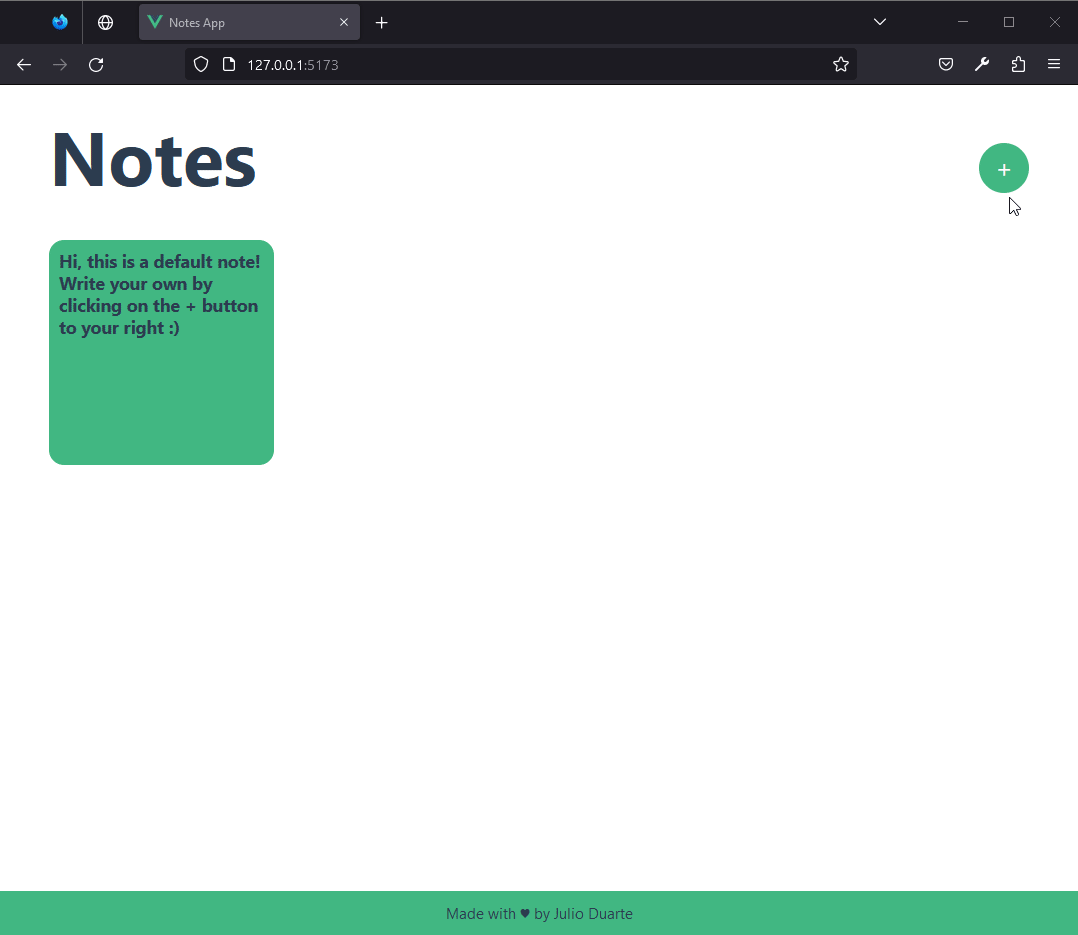 Notes App
127.0.0.1:5173
Notes
+
Hi, this is a default note!
Write your own by
clicking on the + button
to your right :)
Made with ♥ by Julio Duarte